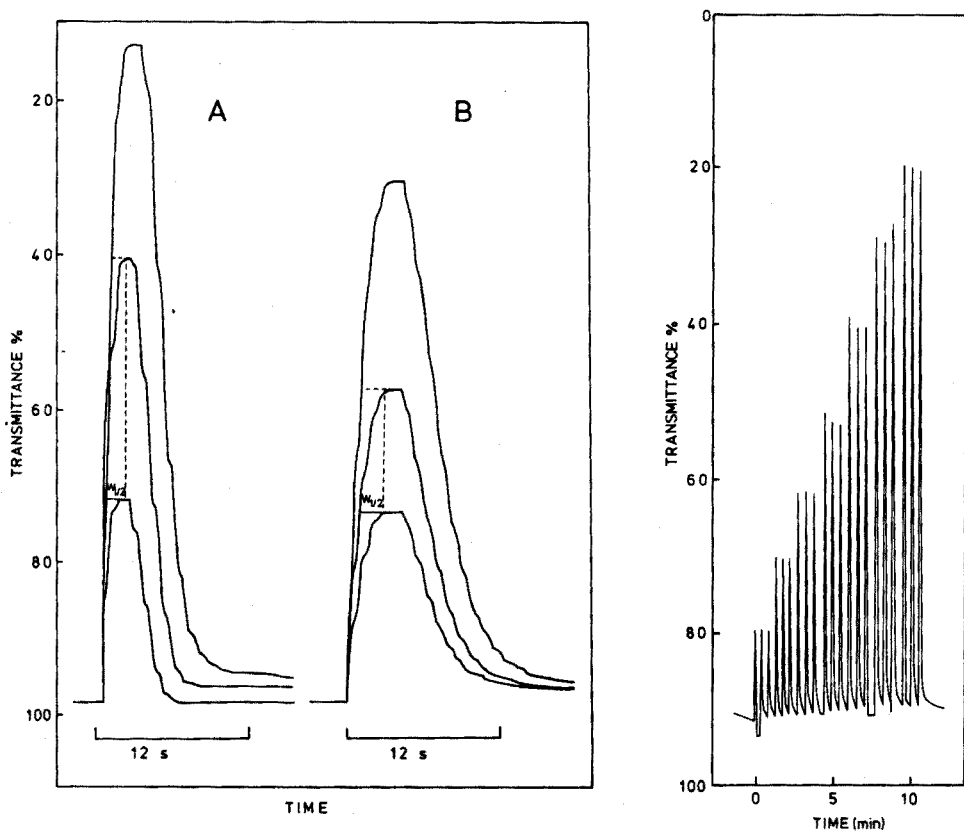 A
B
TRANSMITTANCE %
20
40
60
80
100
W1/2
W1/2
12 s
12 s
TIME
TRANSMITTANCE %
0
20
40
60
80
100
0 5 10
TIME (min)